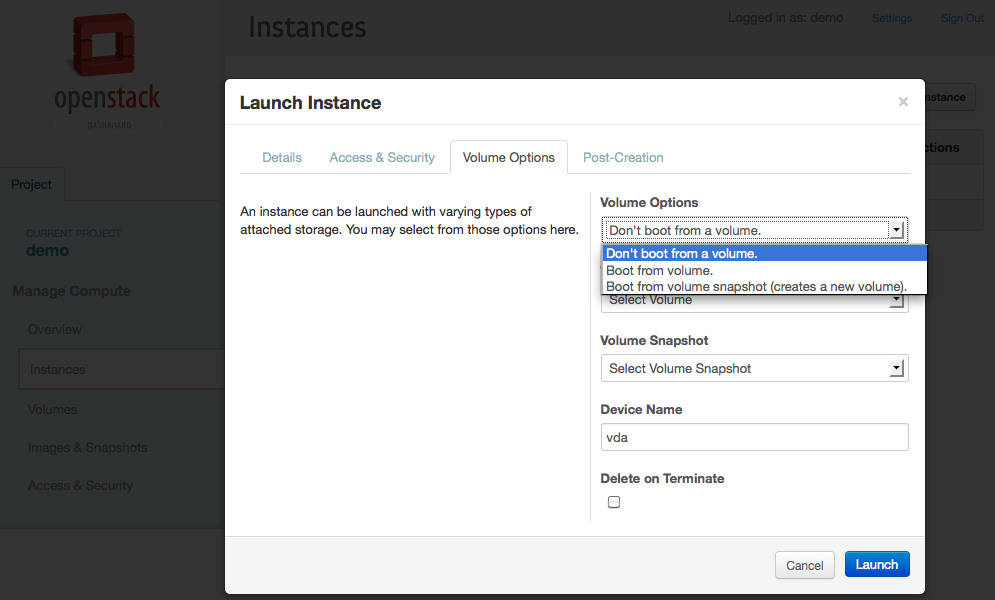 openstack
DASHBOARD
Project
CURRENT PROJECT
demo
Manage Compute
Overview
Instances
Volumes
Images & Snapshots
Access & Security
Instances
Logged in as: demo
Settings
Sign Out
nstance
ctions
Launch Instance
×
Details
Access & Security
Volume Options
Post-Creation
An instance can be launched with varying types of
attached storage. You may select from those options here.
Volume Options
Don't boot from a volume.
Don't boot from a volume.
Boot from volume.
Boot from volume snapshot (creates a new volume).
Select Volume
Volume Snapshot
Select Volume Snapshot
Device Name
vda
Delete on Terminate
Cancel
Launch